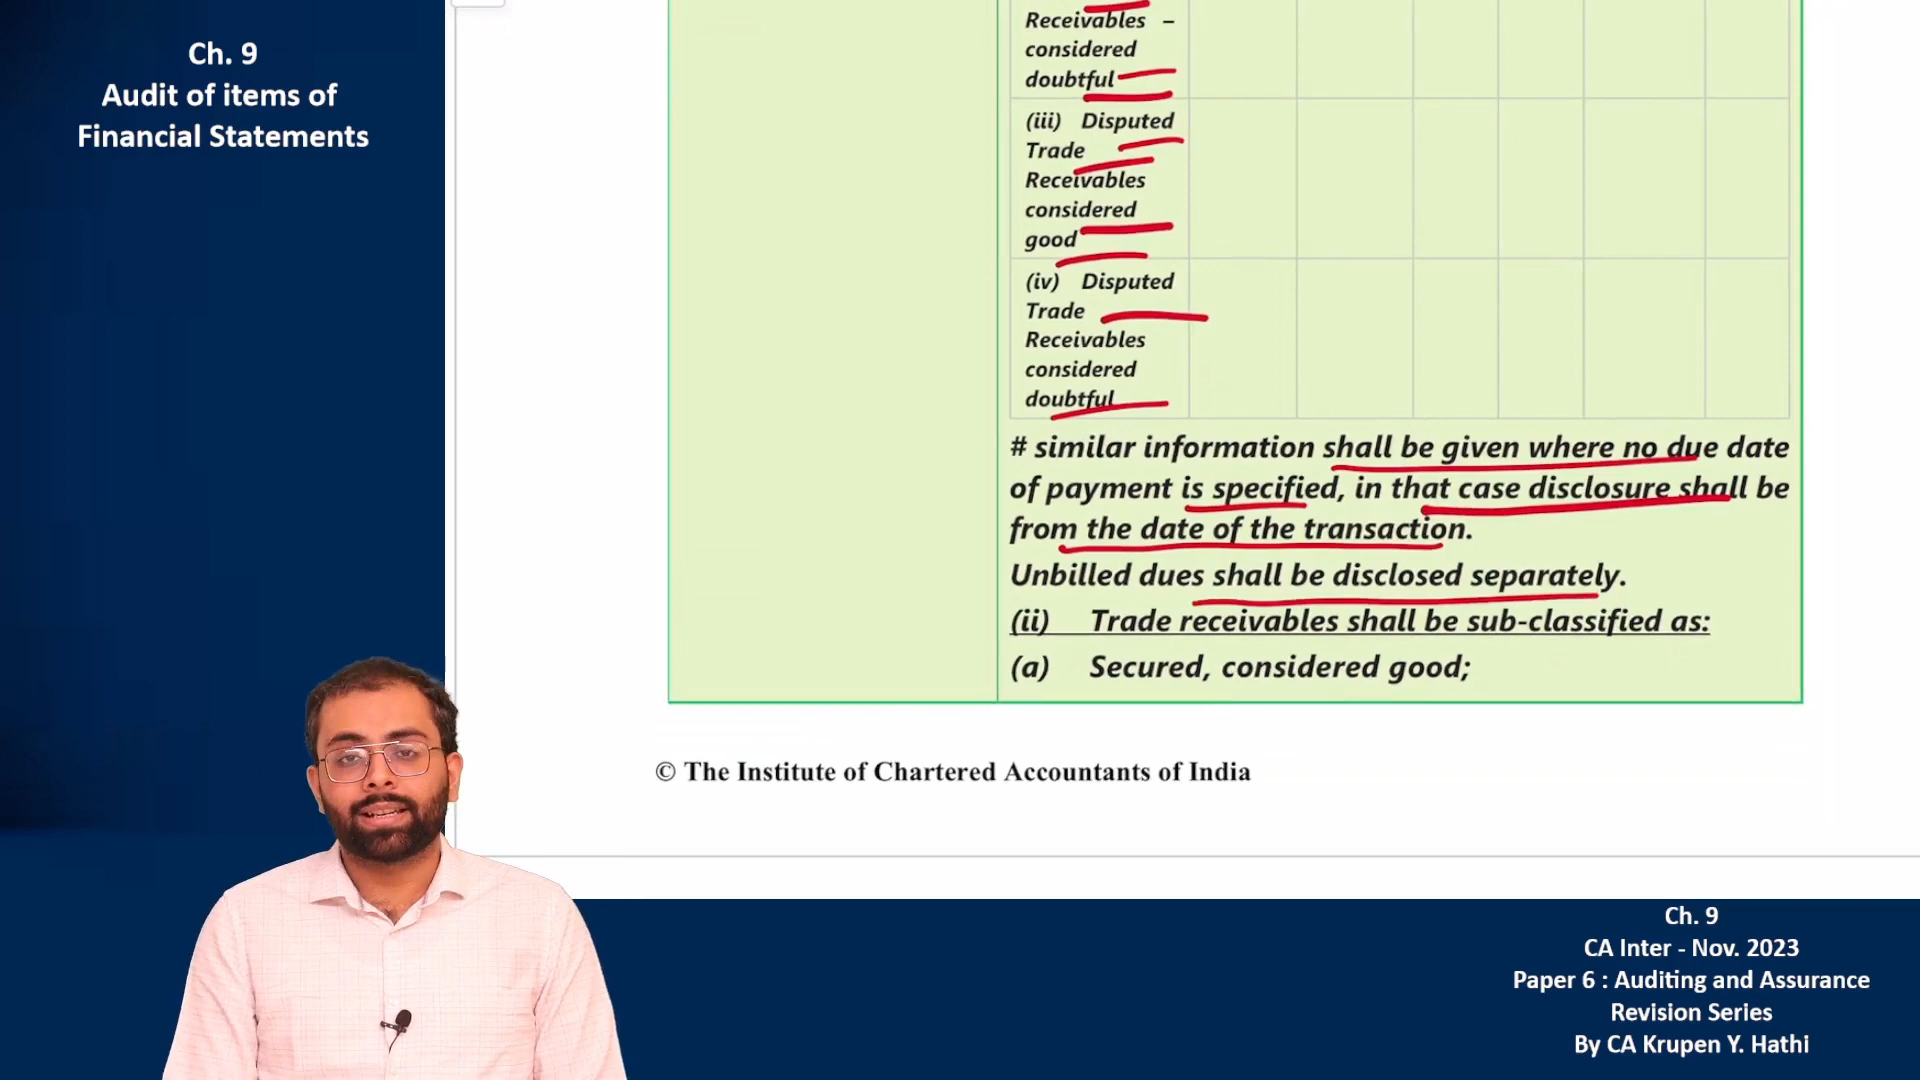 Ch. 9
Audit of items of
Financial Statements
Receivables –
considered
doubtful
(iii) Disputed
Trade
Receivables
considered
good
(iv) Disputed
Trade
Receivables
considered
doubtful
# similar information shall be given where no due date
of payment is specified, in that case disclosure shall be
from the date of the transaction.
Unbilled dues shall be disclosed separately.
(ii) Trade receivables shall be sub-classified as:
(a) Secured, considered good;
© The Institute of Chartered Accountants of India
Ch. 9
CA Inter - Nov. 2023
Paper 6 : Auditing and Assurance
Revision Series
By CA Krupen Y. Hathi